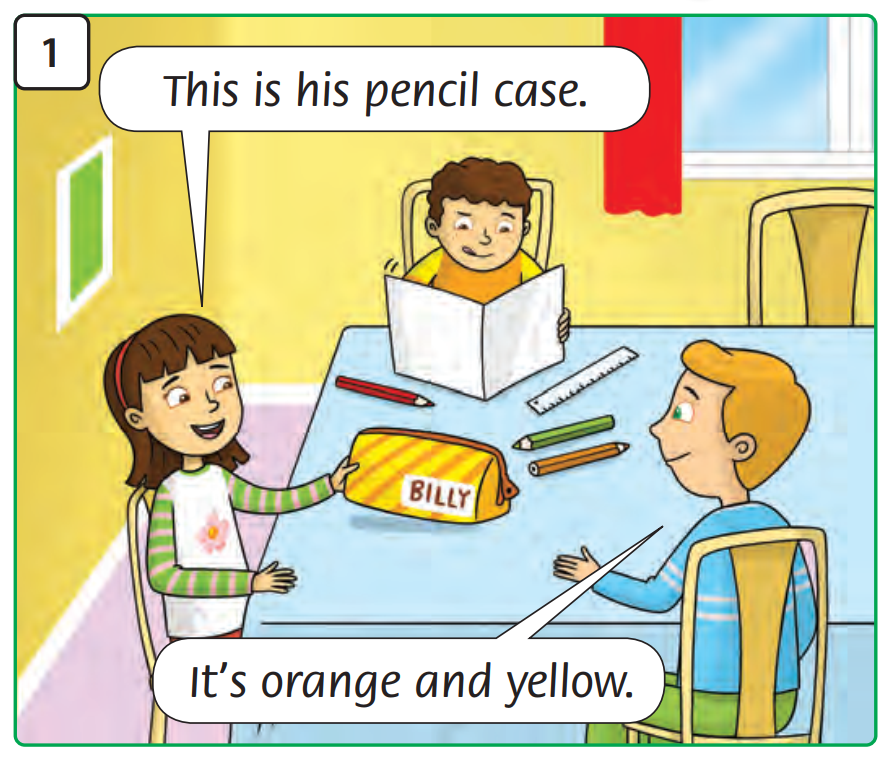 1
This is his pencil case.
BILLY
It's orange and yellow.